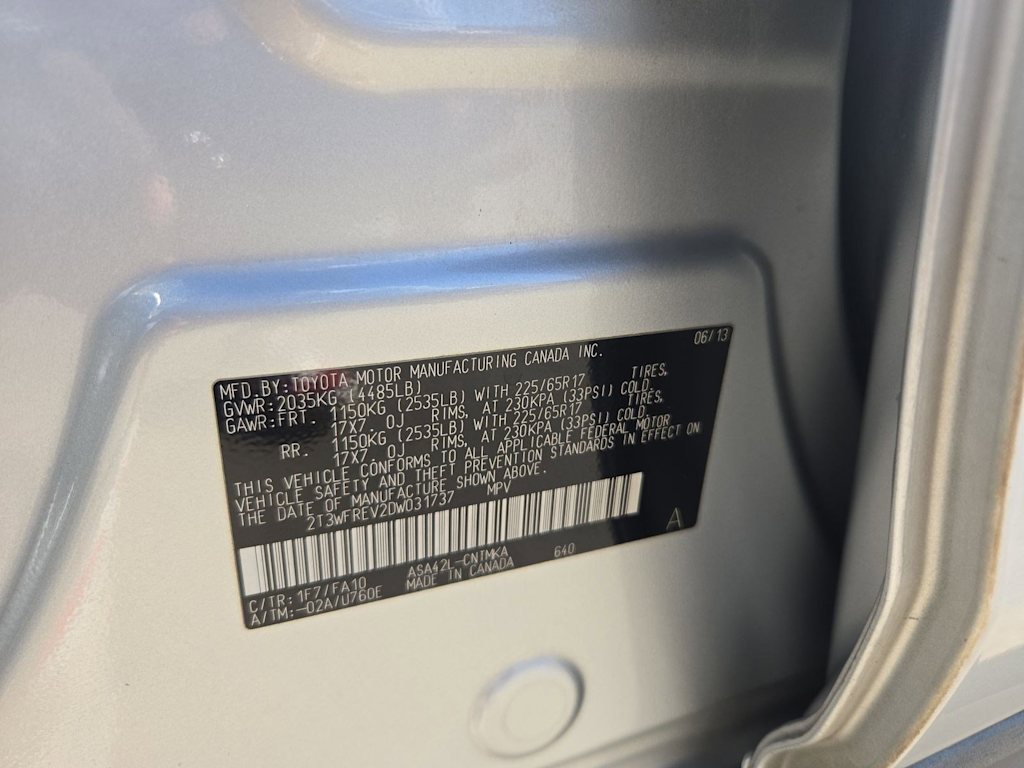 06/13
MFD.BY:TOYOTA MOTOR MANUFACTURING CANADA INC.
GVWR:2035KG (4485LB)
GAWR:FRT. 1150KG (2535LB) WITH 225/65R17 TIRES,
17X7. 0J RIMS, AT 230KPA (33PSI) COLD.
RR. 1150KG (2535LB) WITH 225/65R17 TIRES,
17X7. 0J RIMS, AT 230KPA (33PSI) COLD.
THIS VEHICLE CONFORMS TO ALL APPLICABLE FEDERAL MOTOR
VEHICLE SAFETY AND THEFT PREVENTION STANDARDS IN EFFECT ON
THE DATE OF MANUFACTURE SHOWN ABOVE.
2T3WFREV2DW031737 MPV
A
C/TR: 1F7/FA10 ASA42L-CNTMKA 640
A/TM:-02A/U760E MADE IN CANADA